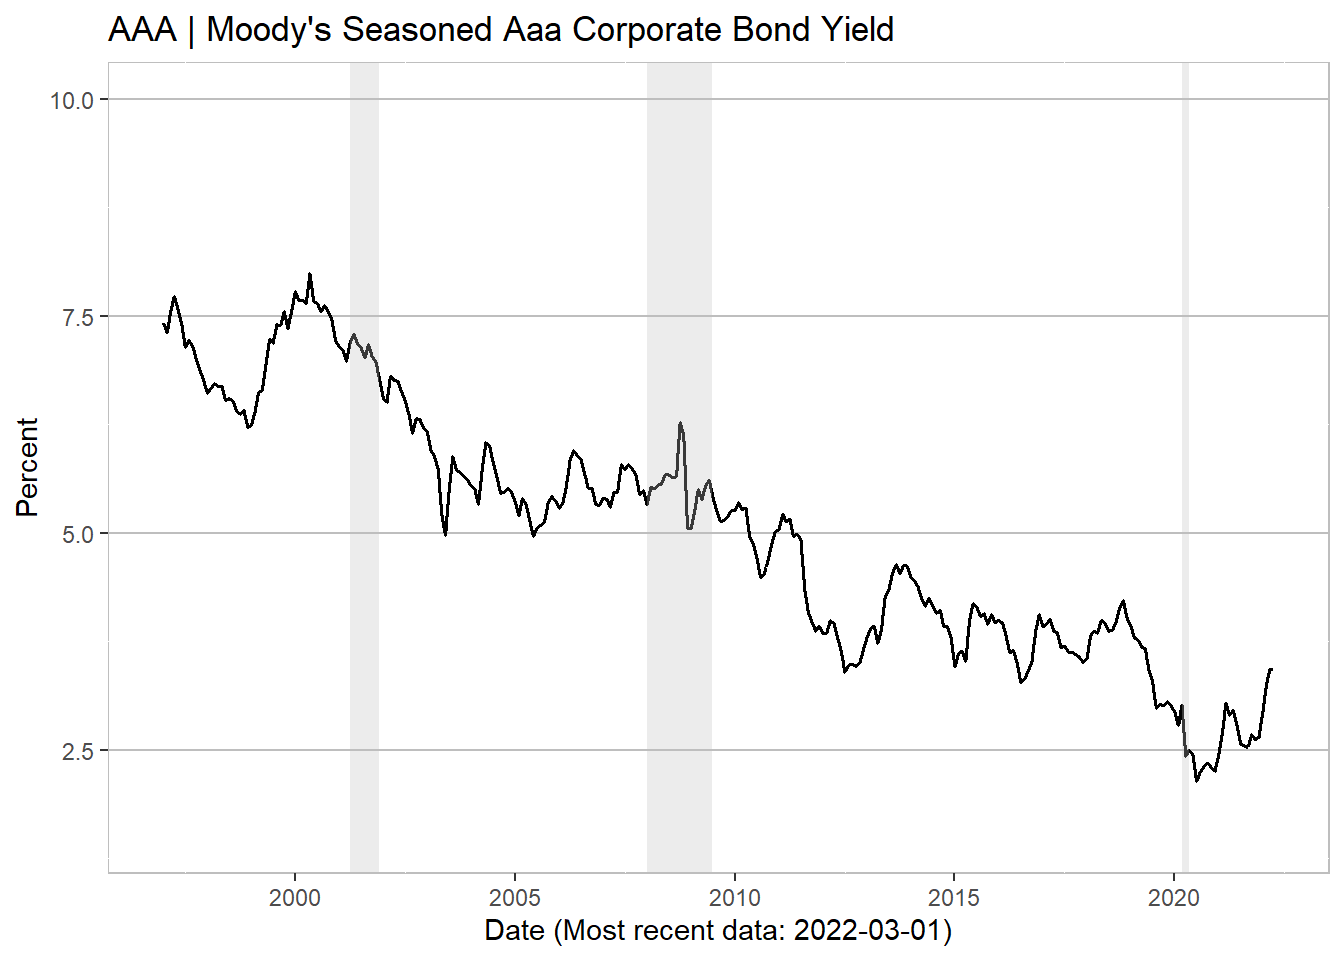 AAA | Moody's Seasoned Aaa Corporate Bond Yield
10.0
7.5
5.0
2.5
Percent
2000 2005 2010 2015 2020
Date (Most recent data: 2022-03-01)